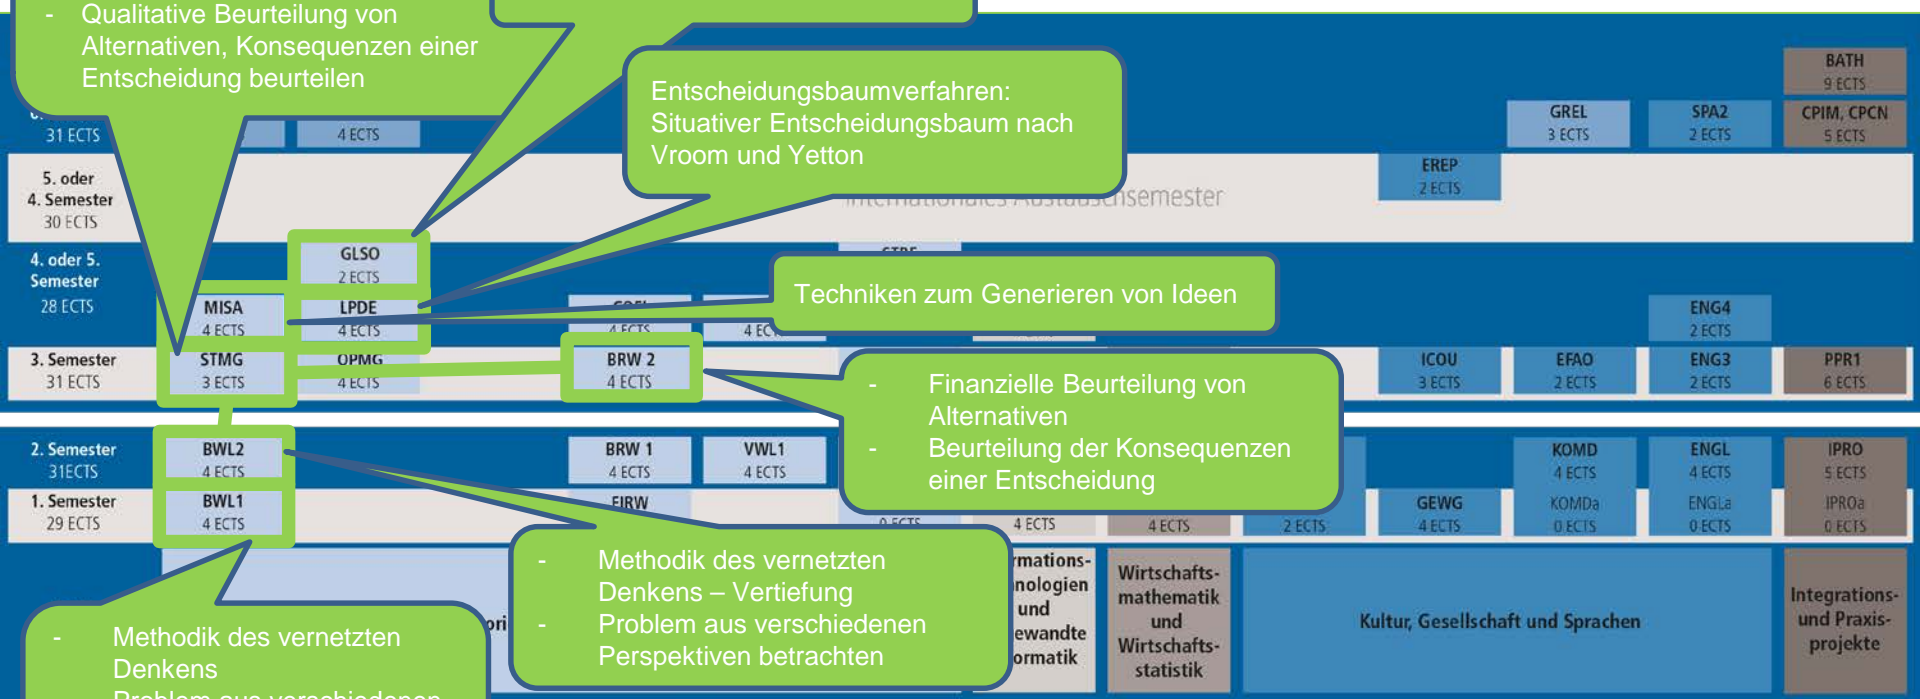 - Qualitative Beurteilung von
Alternativen, Konsequenzen einer
Entscheidung beurteilen
Entscheidungsbaumverfahren:
Situativer Entscheidungsbaum nach
Vroom und Yetton
BATH
9 ECTS
31 ECTS
4 ECTS
GREL
3 ECTS
SPA2
2 ECTS
CPIM, CPCN
5 ECTS
5. oder
4. Semester
30 ECTS
EREP
2 ECTS
4. oder 5.
Semester
28 ECTS
GLSO
2 ECTS
MISA
4 ECTS
LPDE
4 ECTS
4 ECTS
Techniken zum Generieren von Ideen
ENG4
2 ECTS
3. Semester
31 ECTS
STMG
3 ECTS
OPMG
4 ECTS
BRW 2
4 ECTS
- Finanzielle Beurteilung von
Alternativen
- Beurteilung der Konsequenzen
einer Entscheidung
ICOU
3 ECTS
EFAO
2 ECTS
ENG3
2 ECTS
PPR1
6 ECTS
2. Semester
31ECTS
BWL2
4 ECTS
BRW 1
4 ECTS
VWL1
4 ECTS
KOMD
4 ECTS
ENGL
4 ECTS
IPRO
5 ECTS
1. Semester
29 ECTS
BWL1
4 ECTS
0 ECTS
4 ECTS
4 ECTS
2 ECTS
GEWG
4 ECTS
KOMDa
0 ECTS
ENGLa
0 ECTS
IPROa
0 ECTS
- Methodik des vernetzten
Denkens – Vertiefung
- Problem aus verschiedenen
Perspektiven betrachten
und
Wirtschafts-
mathematik
und
Wirtschafts-
statistik
Kultur, Gesellschaft und Sprachen
Integrations-
und Praxis-
projekte
- Methodik des vernetzten
Denkens
Problem aus verschiedenen